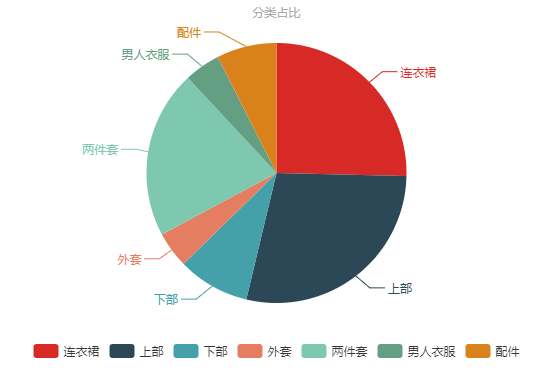 分类占比
配件
男人衣服
连衣裙
两件套
外套
下部
上部
连衣裙 上部 下部 外套 两件套 男人衣服 配件